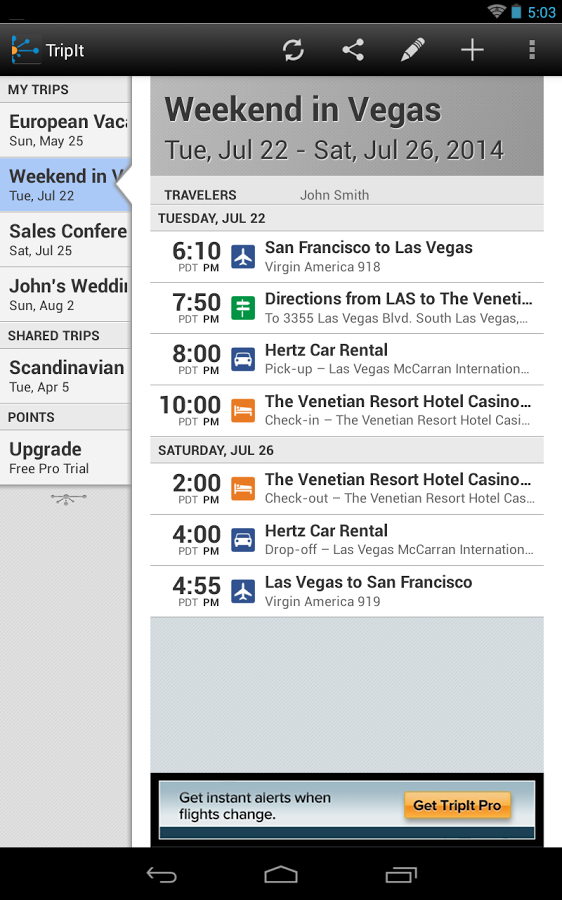 5:03
TripIt
MY TRIPS
European Vaca
Sun, May 25
Weekend in V
Tue, Jul 22
Sales Confere
Sat, Jul 25
John's Weddin
Sun, Aug 2
SHARED TRIPS
Scandinavian
Tue, Apr 5
POINTS
Upgrade
Free Pro Trial
Weekend in Vegas
Tue, Jul 22 - Sat, Jul 26, 2014
TRAVELERS John Smith
TUESDAY, JUL 22
6:10 San Francisco to Las Vegas
PDT PM Virgin America 918
7:50 Directions from LAS to The Veneti...
PDT PM To 3355 Las Vegas Blvd. South Las Vegas,...
8:00 Hertz Car Rental
PDT PM Pick-up – Las Vegas McCarran Internation...
10:00 The Venetian Resort Hotel Casino...
PDT PM Check-in – The Venetian Resort Hotel Casi...
SATURDAY, JUL 26
2:00 The Venetian Resort Hotel Casino...
PDT PM Check-out – The Venetian Resort Hotel Cas...
4:00 Hertz Car Rental
PDT PM Drop-off – Las Vegas McCarran Internation...
4:55 Las Vegas to San Francisco
PDT PM Virgin America 919
Get instant alerts when
flights change.
Get TripIt Pro